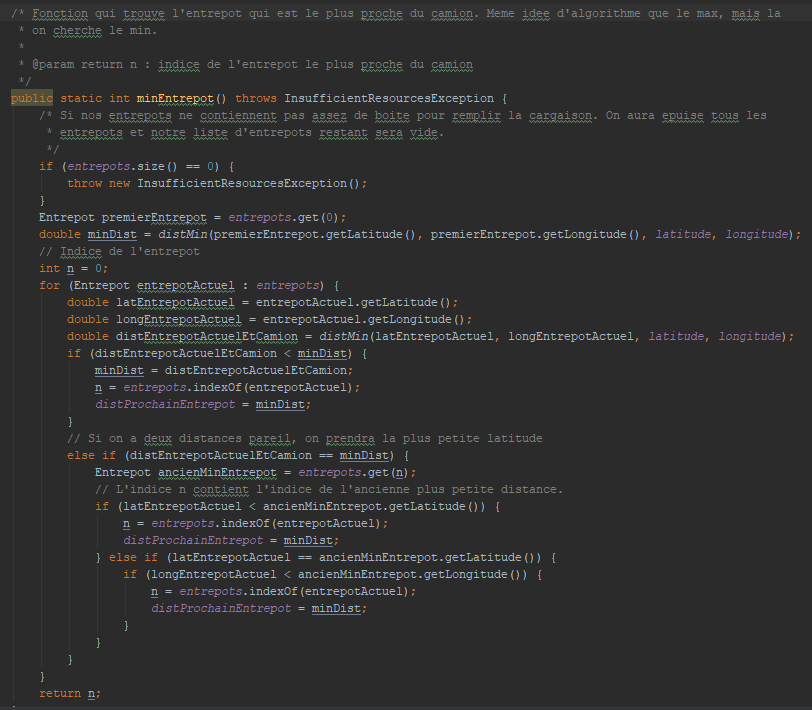 /* Fonction qui trouve l'entrepot qui est le plus proche du camion. Meme idee d'algorithme que le max, mais la
 * on cherche le min.
 *
 * @param return n : indice de l'entrepot le plus proche du camion
 */
public static int minEntrepot() throws InsufficientResourcesException {
    /* Si nos entrepots ne contiennent pas assez de boite pour remplir la cargaison. On aura epuise tous les
     * entrepots et notre liste d'entrepots restant sera vide.
     */
    if (entrepots.size() == 0) {
        throw new InsufficientResourcesException();
    }
    Entrepot premierEntrepot = entrepots.get(0);
    double minDist = distMin(premierEntrepot.getLatitude(), premierEntrepot.getLongitude(), latitude, longitude);
    // Indice de l'entrepot
    int n = 0;
    for (Entrepot entrepotActuel : entrepots) {
        double latEntrepotActuel = entrepotActuel.getLatitude();
        double longEntrepotActuel = entrepotActuel.getLongitude();
        double distEntrepotActuelEtCamion = distMin(latEntrepotActuel, longEntrepotActuel, latitude, longitude);
        if (distEntrepotActuelEtCamion < minDist) {
            minDist = distEntrepotActuelEtCamion;
            n = entrepots.indexOf(entrepotActuel);
            distProchainEntrepot = minDist;
        }
        // Si on a deux distances pareil, on prendra la plus petite latitude
        else if (distEntrepotActuelEtCamion == minDist) {
            Entrepot ancienMinEntrepot = entrepots.get(n);
            // L'indice n contient l'indice de l'ancienne plus petite distance.
            if (latEntrepotActuel < ancienMinEntrepot.getLatitude()) {
                n = entrepots.indexOf(entrepotActuel);
                distProchainEntrepot = minDist;
            } else if (latEntrepotActuel == ancienMinEntrepot.getLatitude()) {
                if (longEntrepotActuel < ancienMinEntrepot.getLongitude()) {
                    n = entrepots.indexOf(entrepotActuel);
                    distProchainEntrepot = minDist;
                }
            }
        }
    }
    return n;